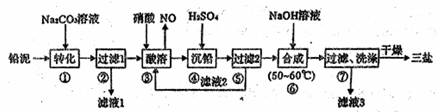 Na₂CO₃溶液 硝酸 NO H₂SO₄ NaOH溶液
铅泥 转化 过滤1 酸溶 沉铅 过滤2 合成 过滤、洗涤 干燥 三盐
① ② ③ ④ ⑤ (50~60℃) ⑦
滤液2 ⑥
滤液1 滤液3